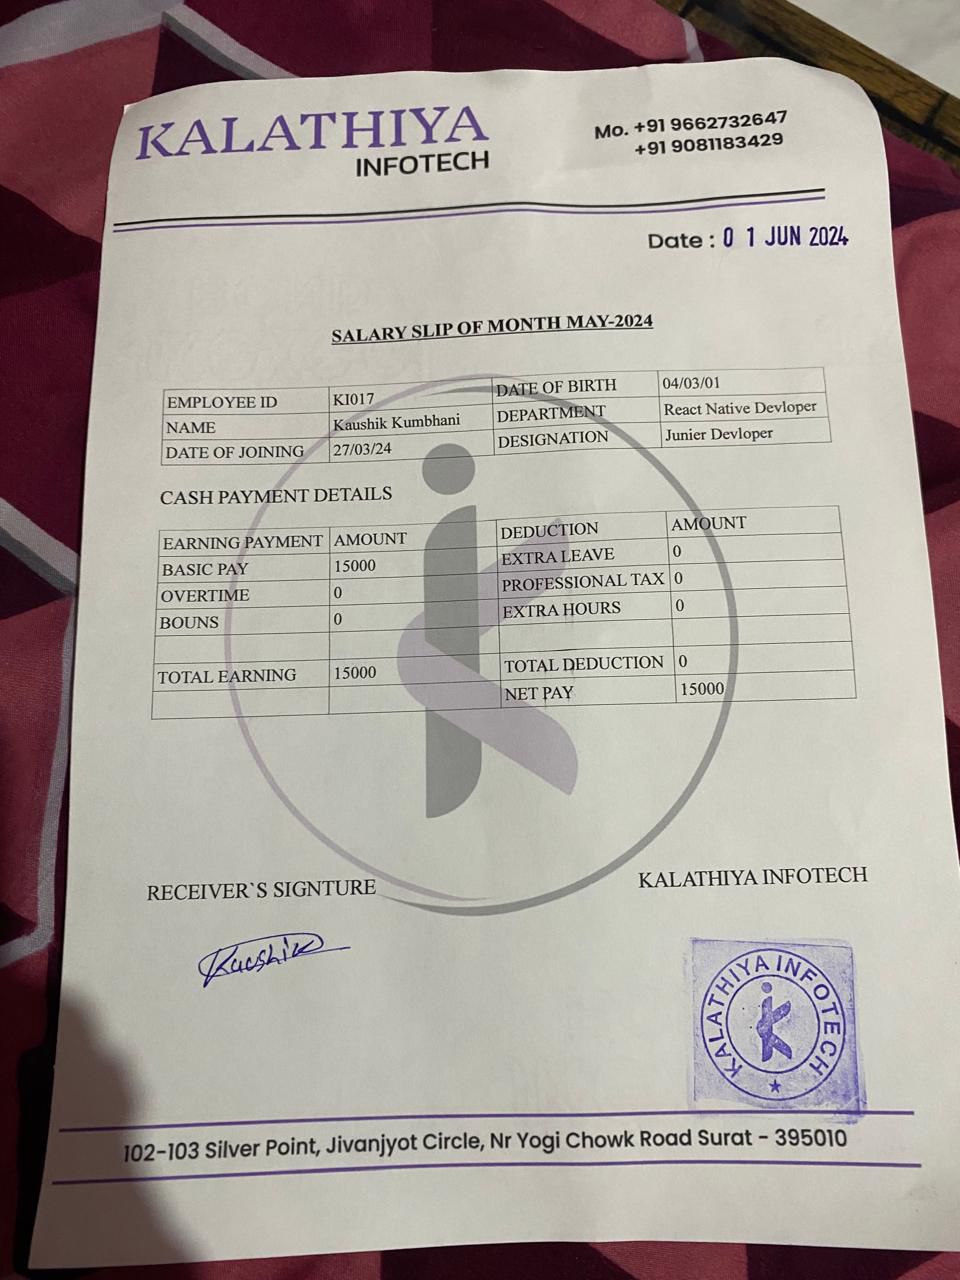 KALATHIYA
INFOTECH
Mo. +91 9662732647
+91 9081183429
Date : 0 1 JUN 2024
SALARY SLIP OF MONTH MAY-2024
EMPLOYEE ID KI017 DATE OF BIRTH 04/03/01
NAME Kaushik Kumbhani DEPARTMENT React Native Devloper
DATE OF JOINING 27/03/24 DESIGNATION Junier Devloper
CASH PAYMENT DETAILS
EARNING PAYMENT AMOUNT DEDUCTION AMOUNT
BASIC PAY 15000 EXTRA LEAVE 0
OVERTIME 0 PROFESSIONAL TAX 0
BOUNS 0 EXTRA HOURS 0
TOTAL EARNING 15000 TOTAL DEDUCTION 0
NET PAY 15000
RECEIVER`S SIGNTURE KALATHIYA INFOTECH
Kaushik
KALATHIYA INFOTECH
102-103 Silver Point, Jivanjyot Circle, Nr Yogi Chowk Road Surat - 395010